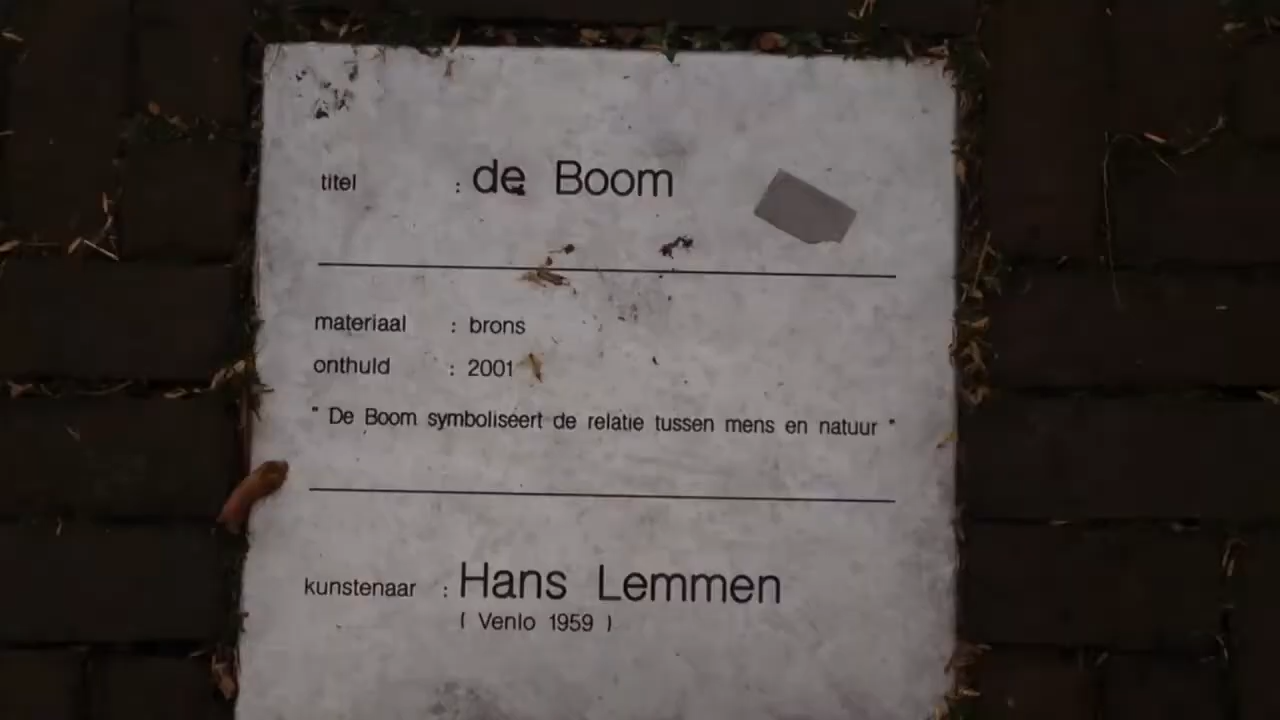 titel : de Boom
materiaal : brons
onthuld : 2001
" De Boom symboliseert de relatie tussen mens en natuur "
kunstenaar : Hans Lemmen
( Venlo 1959 )